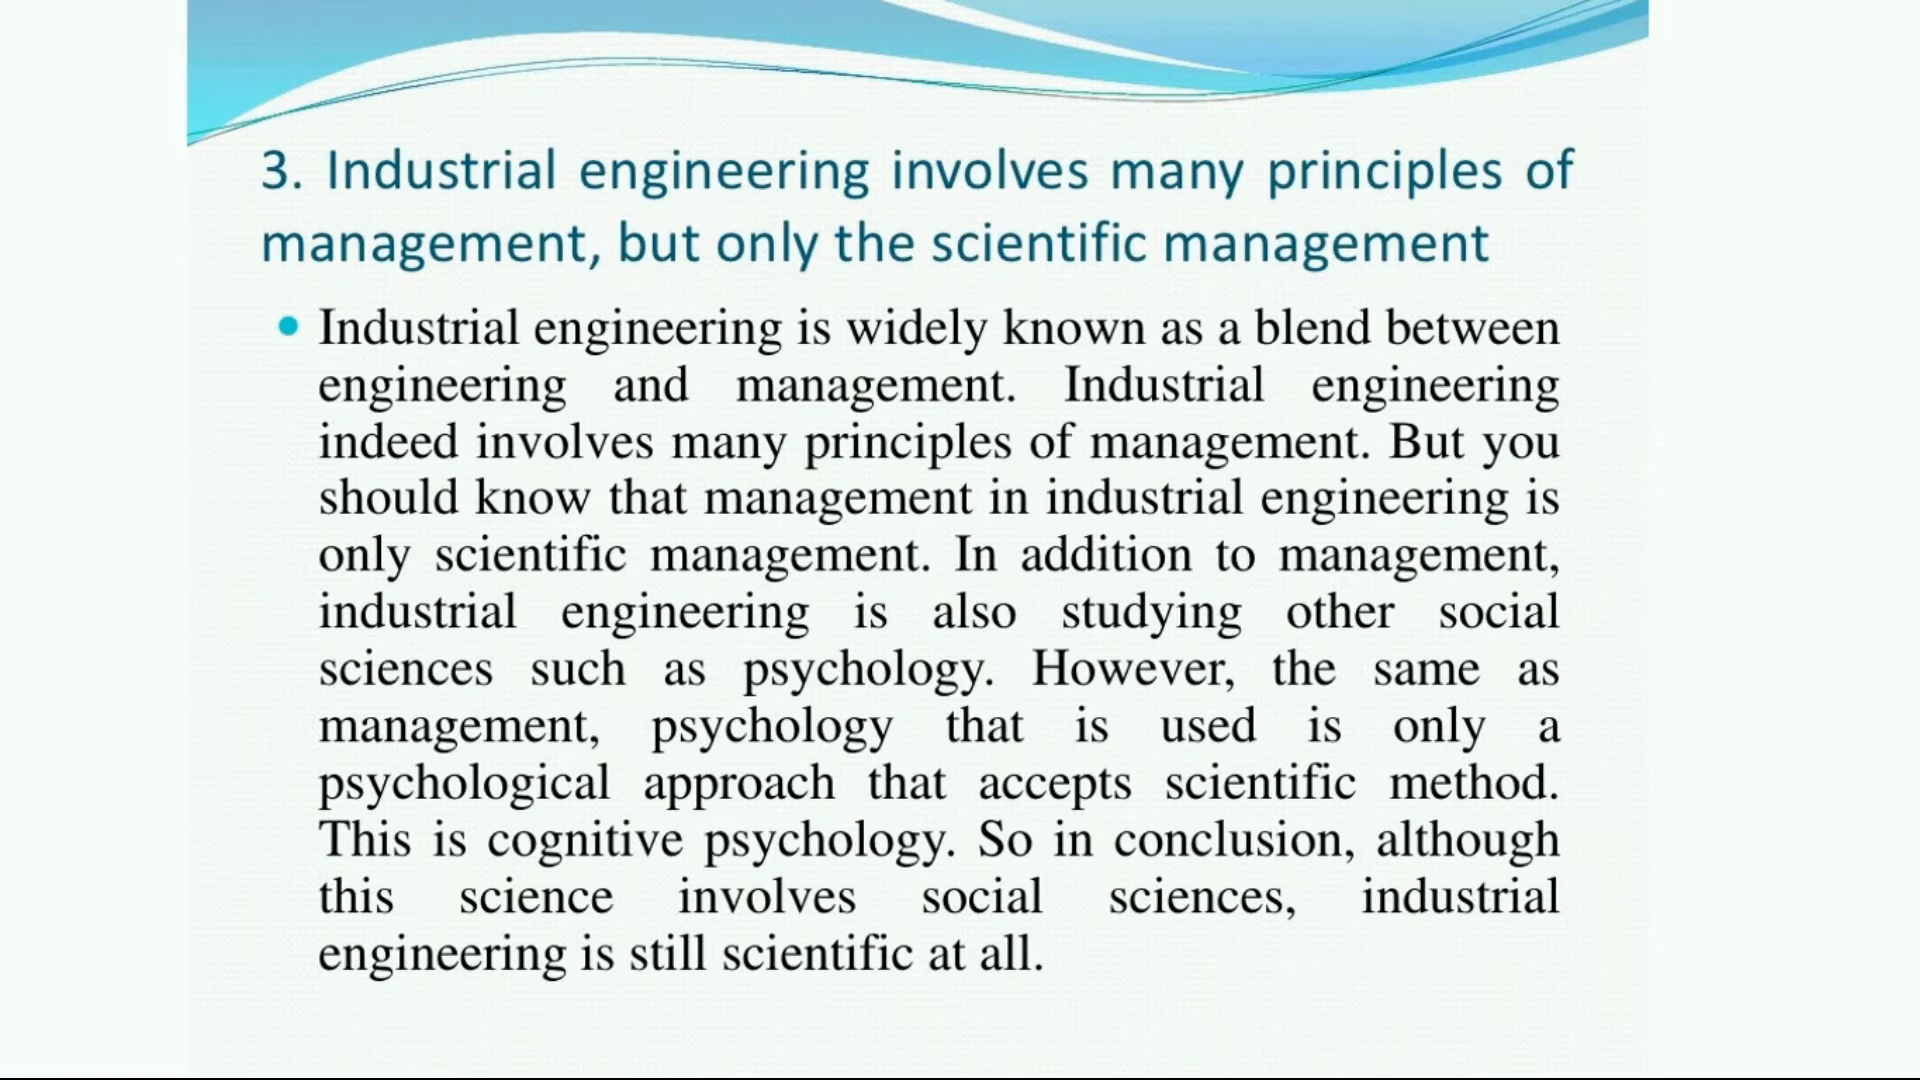 3. Industrial engineering involves many principles of
management, but only the scientific management
Industrial engineering is widely known as a blend between
engineering and management. Industrial engineering
indeed involves many principles of management. But you
should know that management in industrial engineering is
only scientific management. In addition to management,
industrial engineering is also studying other social
sciences such as psychology. However, the same as
management, psychology that is used is only a
psychological approach that accepts scientific method.
This is cognitive psychology. So in conclusion, although
this science involves social sciences, industrial
engineering is still scientific at all.